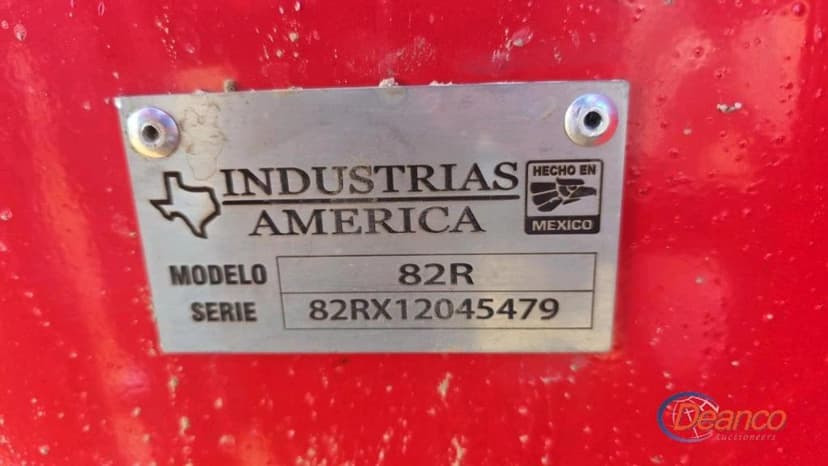 INDUSTRIAS
AMERICA
HECHO EN
MEXICO
MODELO 82R
SERIE 82RX12045479
Deanco
Auctioneers